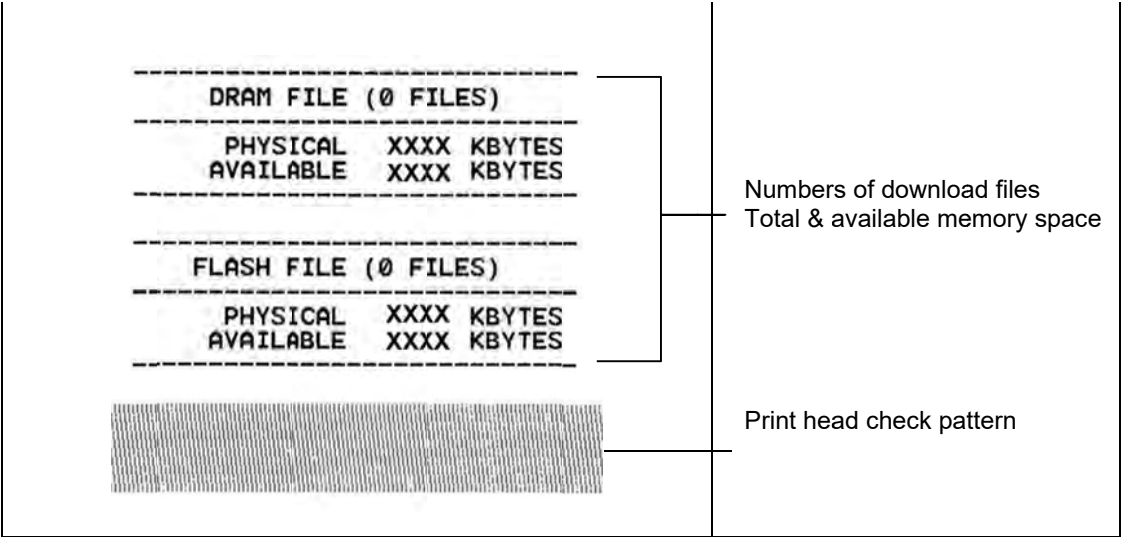 DRAM FILE (0 FILES)
PHYSICAL XXXX KBYTES
AVAILABLE XXXX KBYTES
FLASH FILE (0 FILES)
PHYSICAL XXXX KBYTES
AVAILABLE XXXX KBYTES
Numbers of download files
Total & available memory space
Print head check pattern